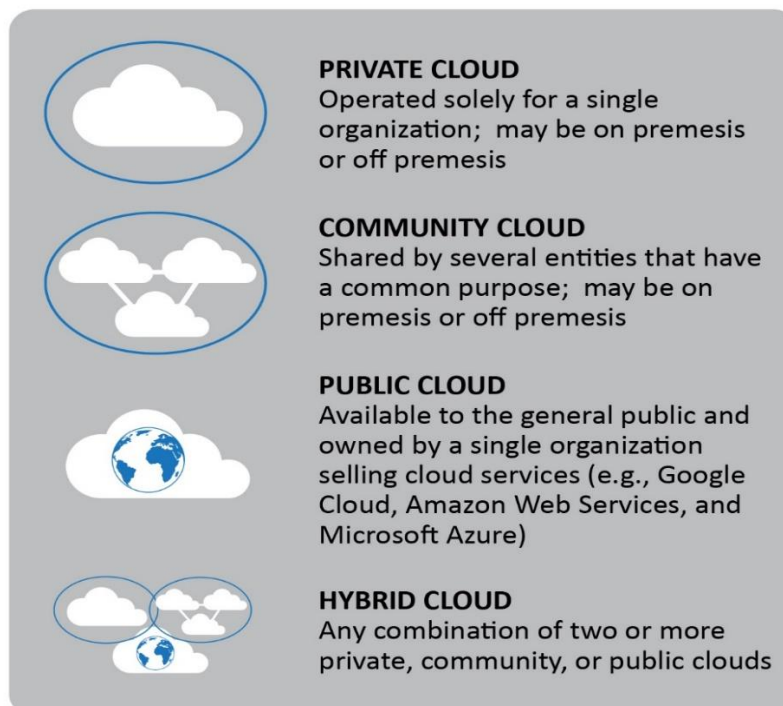 PRIVATE CLOUD
Operated solely for a single
organization; may be on premesis
or off premesis
COMMUNITY CLOUD
Shared by several entities that have
a common purpose; may be on
premesis or off premesis
PUBLIC CLOUD
Available to the general public and
owned by a single organization
selling cloud services (e.g., Google
Cloud, Amazon Web Services, and
Microsoft Azure)
HYBRID CLOUD
Any combination of two or more
private, community, or public clouds